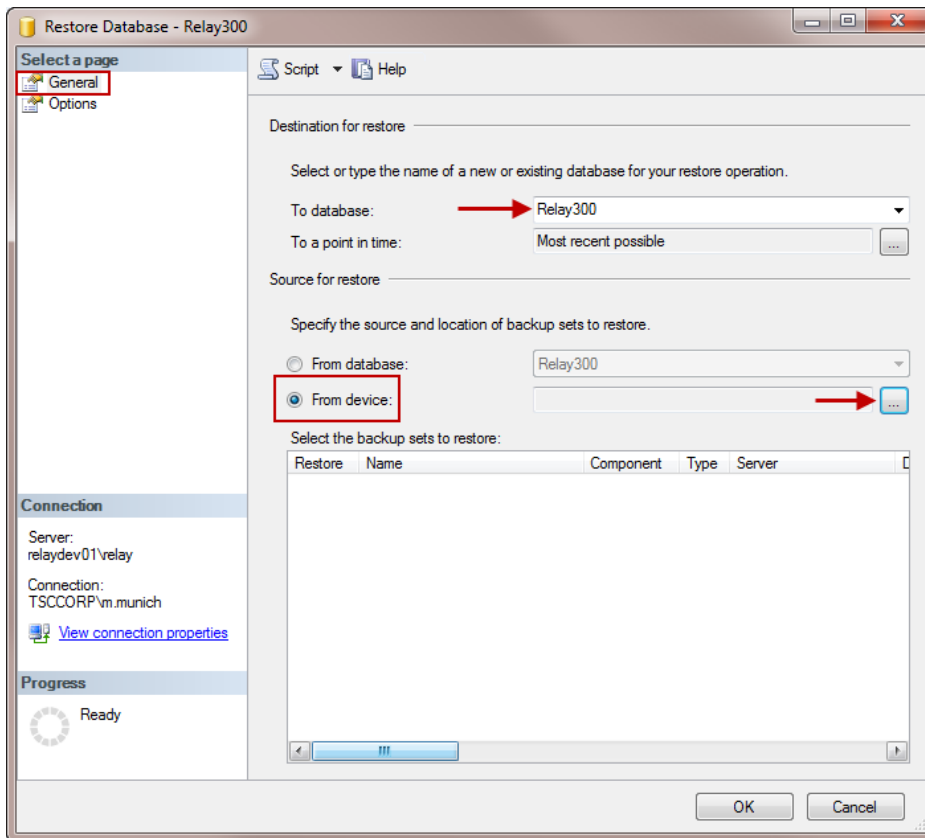 Restore Database - Relay300
Select a page
General
Options
Script Help
Destination for restore
Select or type the name of a new or existing database for your restore operation.
To database: Relay300
To a point in time: Most recent possible ...
Source for restore
Specify the source and location of backup sets to restore.
From database: Relay300
From device: ...
Select the backup sets to restore:
Restore Name Component Type Server
Connection
Server:
relaydev01\relay
Connection:
TSCCORP\m.munich
View connection properties
Progress
Ready
OK Cancel